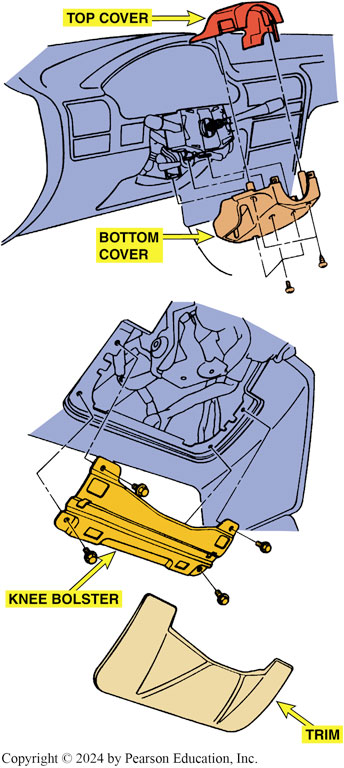 TOP COVER
BOTTOM
COVER
KNEE BOLSTER
TRIM
Copyright © 2024 by Pearson Education, Inc.